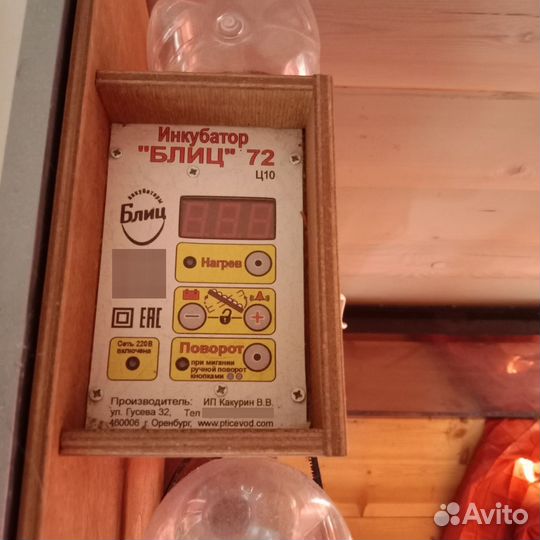 Инкубатор
"БЛИЦ" 72
Ц10
инкубаторы
Блиц
Нагрев
EAC
− +
Сеть 220В
включена
Поворот
при мигании
ручной поворот
кнопками
Производитель: ИП Какурин В.В.
ул. Гусева 32, Тел
460006 г. Оренбург, www.pticevod.com
Avito